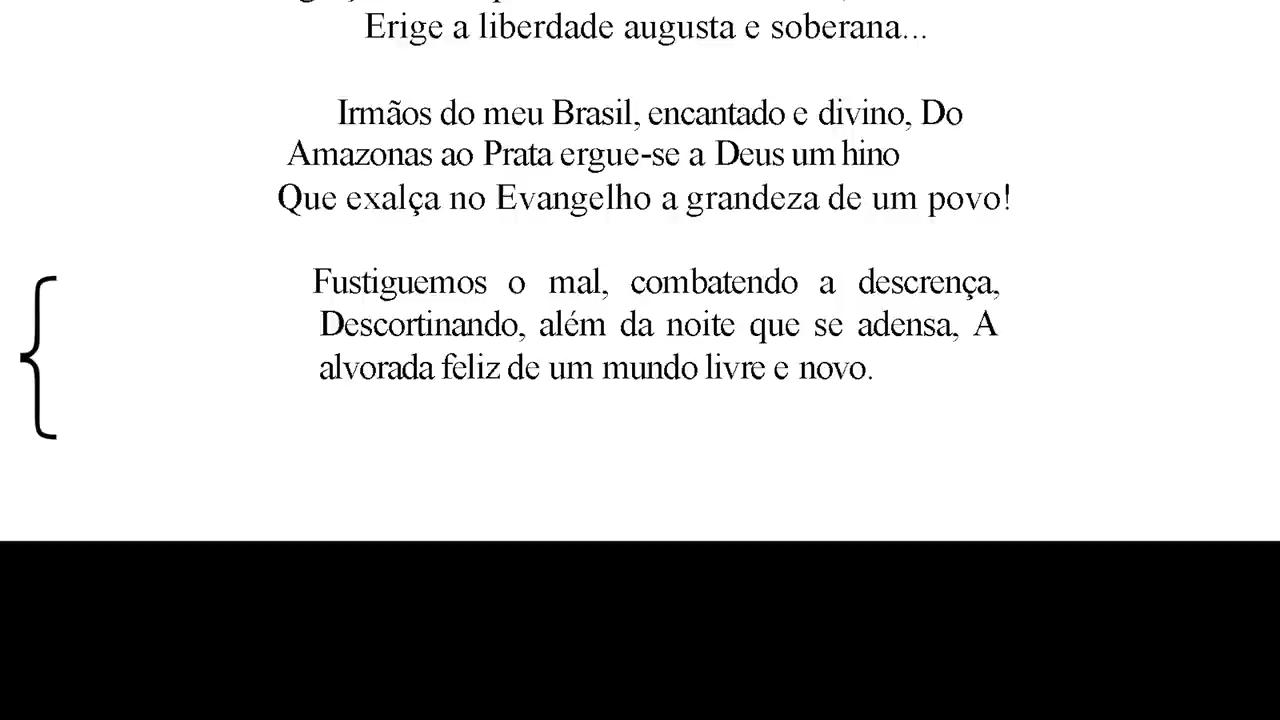 Erige a liberdade augusta e soberana...
Irmãos do meu Brasil, encantado e divino, Do
Amazonas ao Prata ergue-se a Deus um hino
Que exalça no Evangelho a grandeza de um povo!
Fustiguemos o mal, combatendo a descrença,
Descortinando, além da noite que se adensa, A
alvorada feliz de um mundo livre e novo.